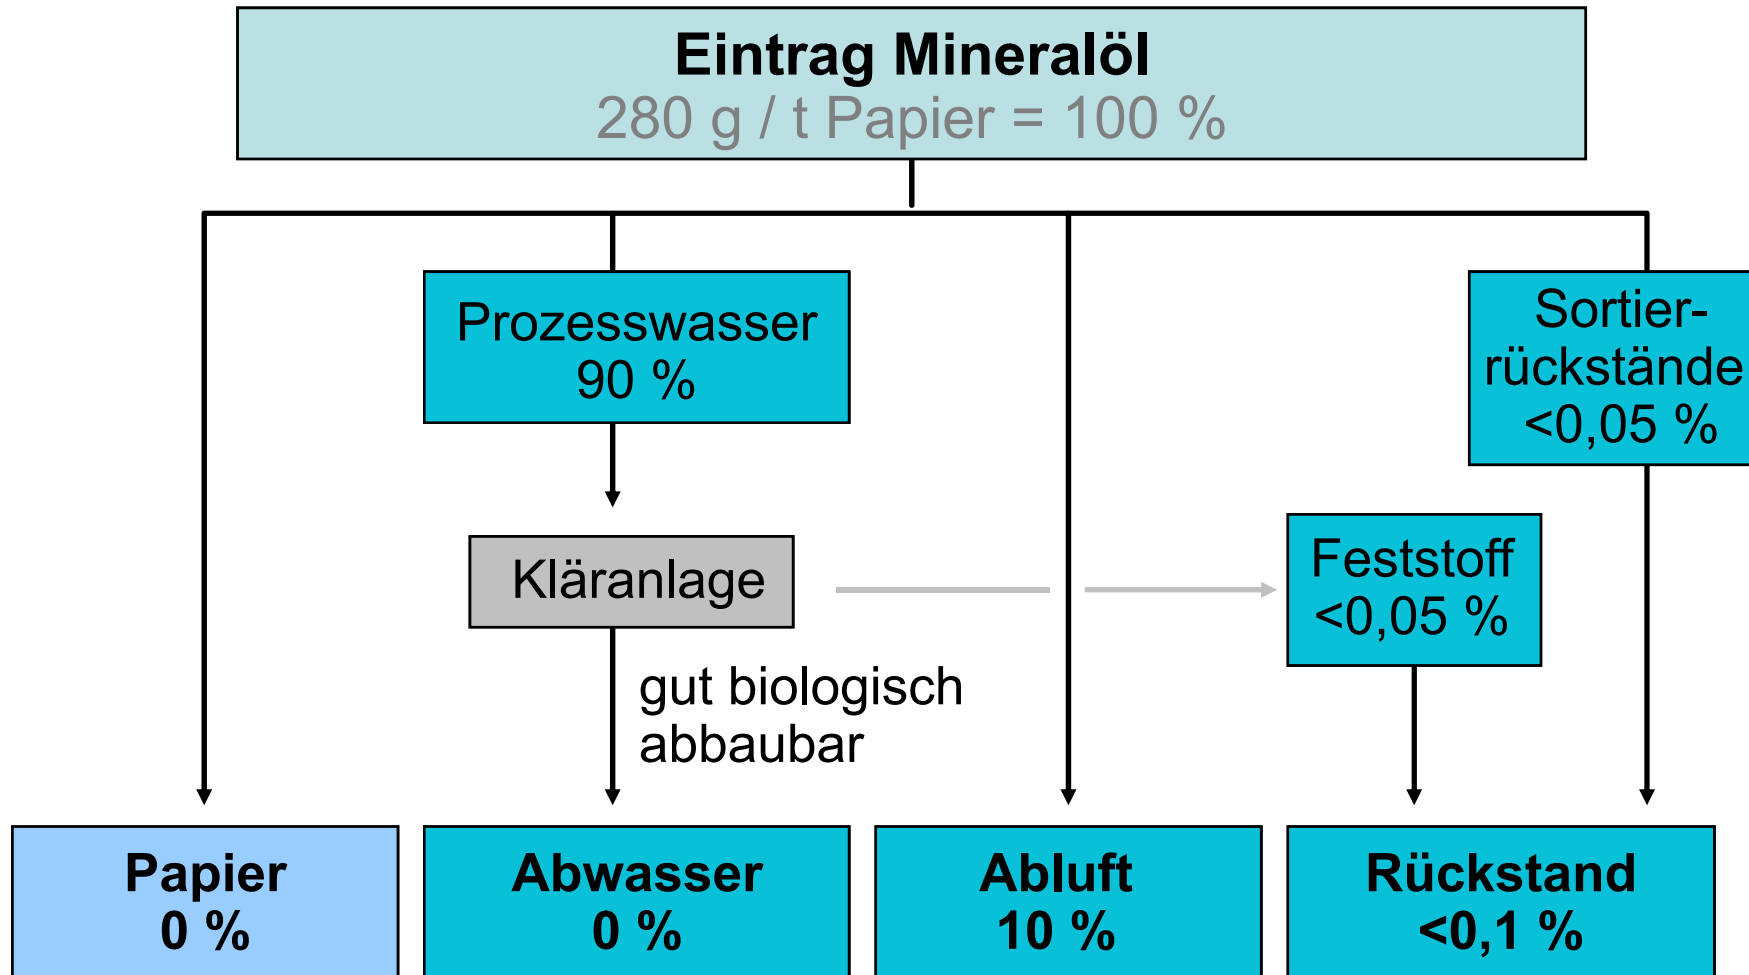 Eintrag Mineralöl
280 g / t Papier = 100 %
Prozesswasser
90 %
Sortier-
rückstände
<0,05 %
Kläranlage
Feststoff
<0,05 %
gut biologisch
abbaubar
Papier
0 %
Abwasser
0 %
Abluft
10 %
Rückstand
<0,1 %